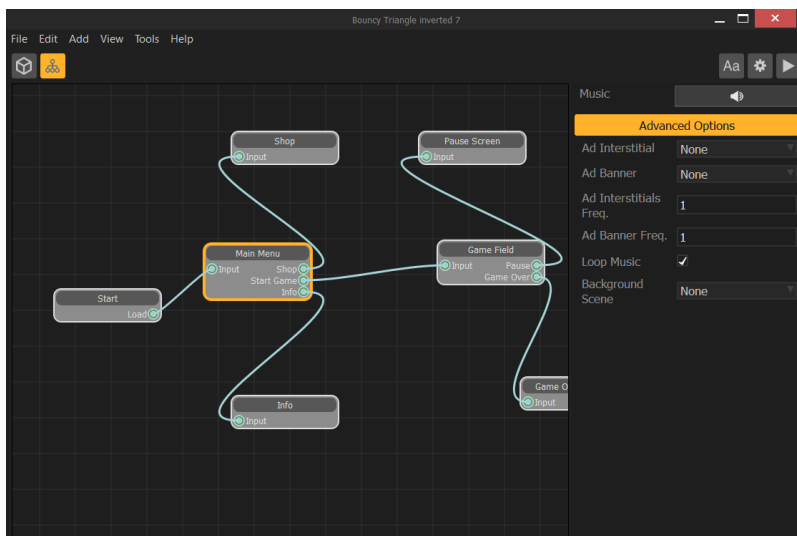 Bouncy Triangle inverted 7
File Edit Add View Tools Help
Aa
Music
Advanced Options
Ad Interstitial None
Ad Banner None
Ad Interstitials
Freq. 1
Ad Banner Freq. 1
Loop Music
Background
Scene None
Shop
Input
Pause Screen
Input
Main Menu
Input Shop
Start Game
Info
Game Field
Input Pause
Game Over
Start
Load
Game O
Input
Info
Input